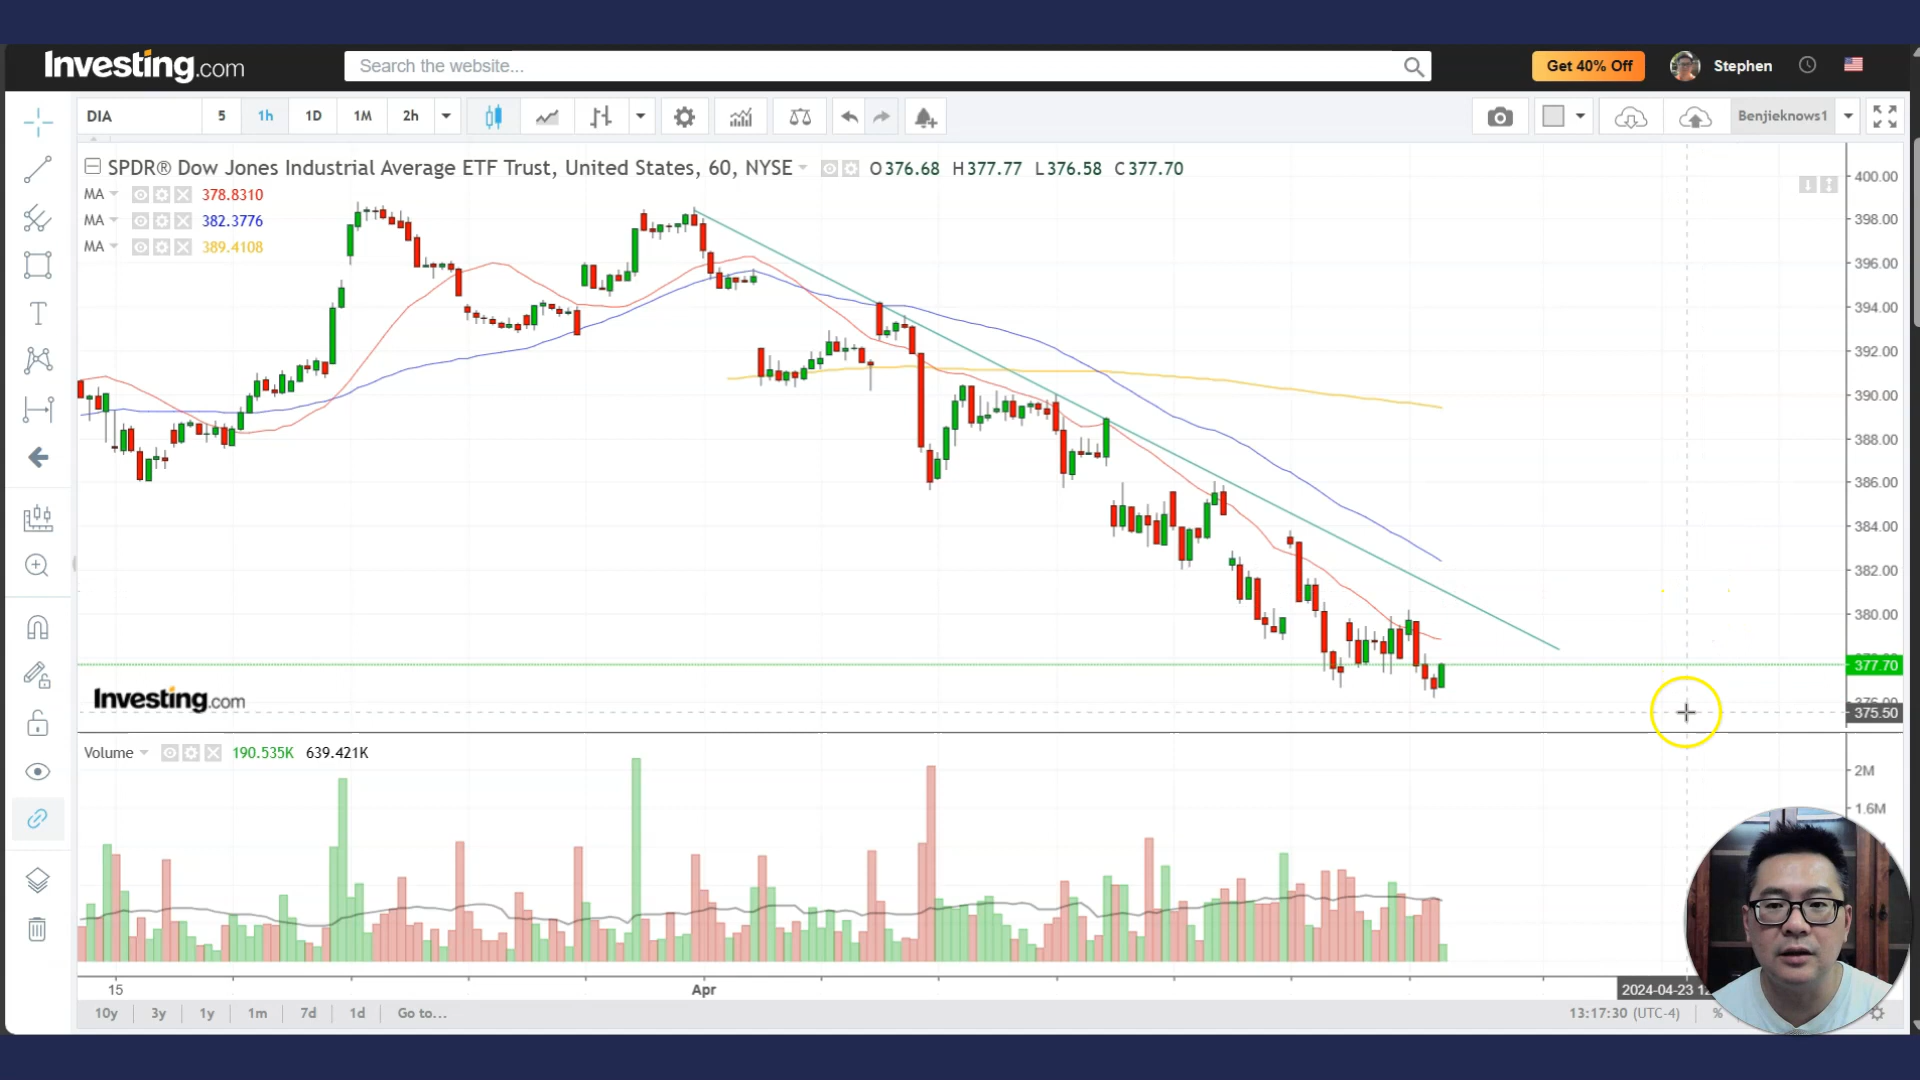 Investing.com
Search the website...
Get 40% Off
Stephen
DIA
5
1h
1D
1M
2h
Benjieknows1
SPDR® Dow Jones Industrial Average ETF Trust, United States, 60, NYSE
O 376.68 H 377.77 L 376.58 C 377.70
MA 378.8310
MA 382.3776
MA 389.4108
400.00
398.00
396.00
394.00
392.00
390.00
388.00
386.00
384.00
382.00
380.00
377.70
375.50
Investing.com
Volume 190.535K 639.421K
2M
1.6M
15
Apr
2024-04-23
10y
3y
1y
1m
7d
1d
Go to...
13:17:30 (UTC-4)
%